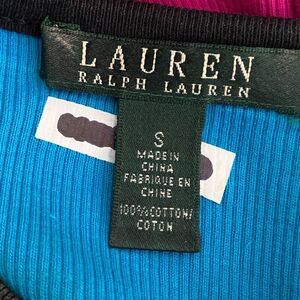 LAUREN
RALPH LAUREN
S
MADE IN
CHINA
FABRIQUE EN
CHINE
100%COTTON/
COTON